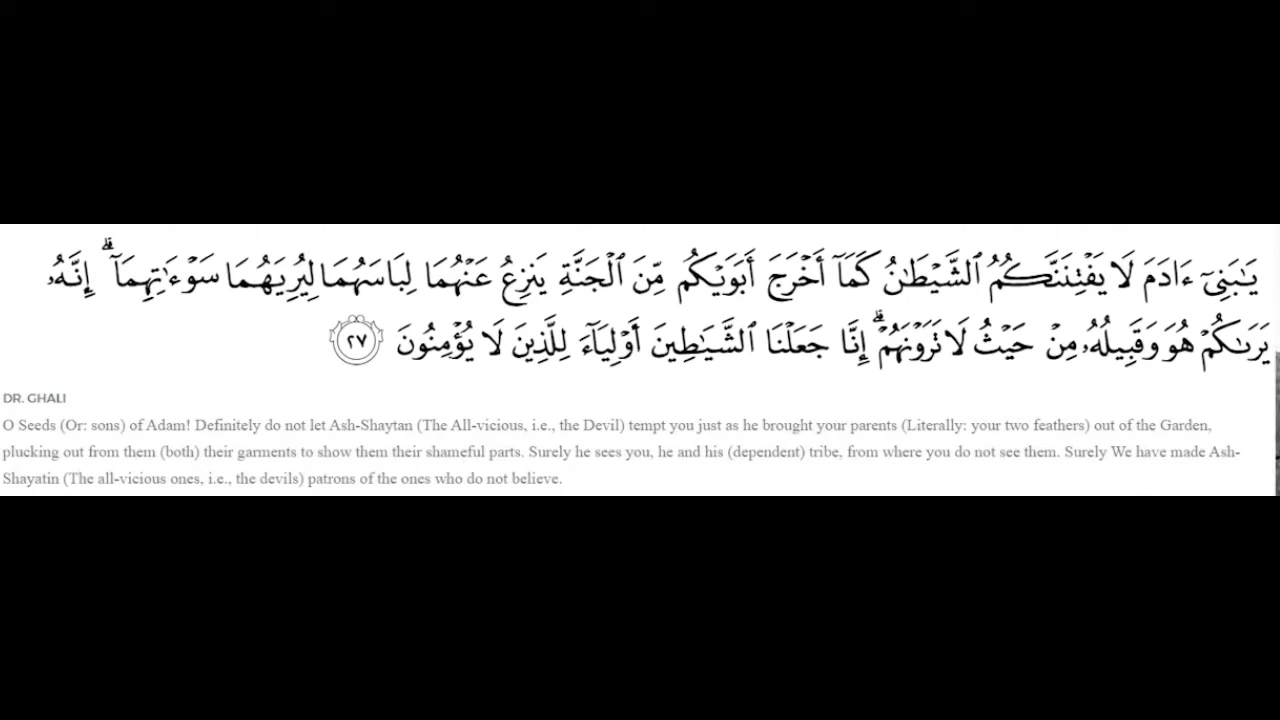 يَـٰبَنِىٓ ءَادَمَ لَا يَفْتِنَنَّكُمُ ٱلشَّيْطَـٰنُ كَمَآ أَخْرَجَ أَبَوَيْكُم مِّنَ ٱلْجَنَّةِ يَنزِعُ عَنْهُمَا لِبَاسَهُمَا لِيُرِيَهُمَا سَوْءَٰتِهِمَآ ۗ إِنَّهُۥ
يَرَىٰكُمْ هُوَ وَقَبِيلُهُۥ مِنْ حَيْثُ لَا تَرَوْنَهُمْ ۗ إِنَّا جَعَلْنَا ٱلشَّيَـٰطِينَ أَوْلِيَآءَ لِلَّذِينَ لَا يُؤْمِنُونَ ٢٧
DR. GHALI
O Seeds (Or: sons) of Adam! Definitely do not let Ash-Shaytan (The All-vicious, i.e., the Devil) tempt you just as he brought your parents (Literally: your two feathers) out of the Garden,
plucking out from them (both) their garments to show them their shameful parts. Surely he sees you, he and his (dependent) tribe, from where you do not see them. Surely We have made Ash-
Shayatin (The all-vicious ones, i.e., the devils) patrons of the ones who do not believe.